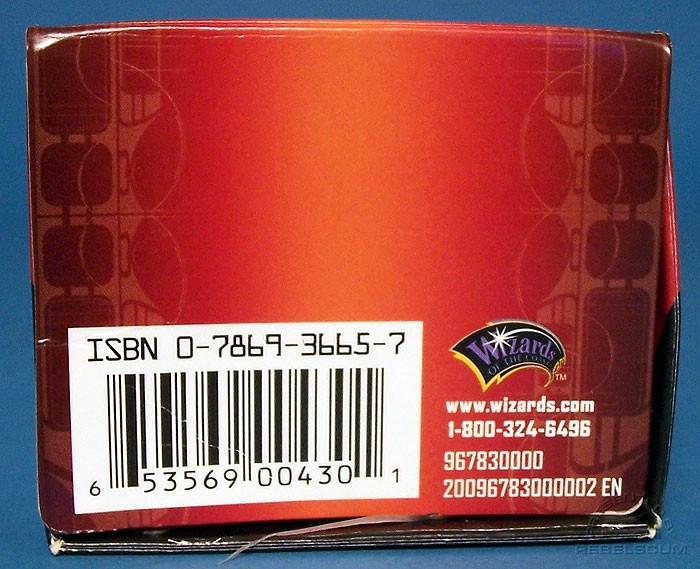 ISBN 0-7869-3665-7
6 53569 00430 1
Wizards
OF THE COAST
TM
www.wizards.com
1-800-324-6496
967830000
20096783000002 EN
REBELSCUM